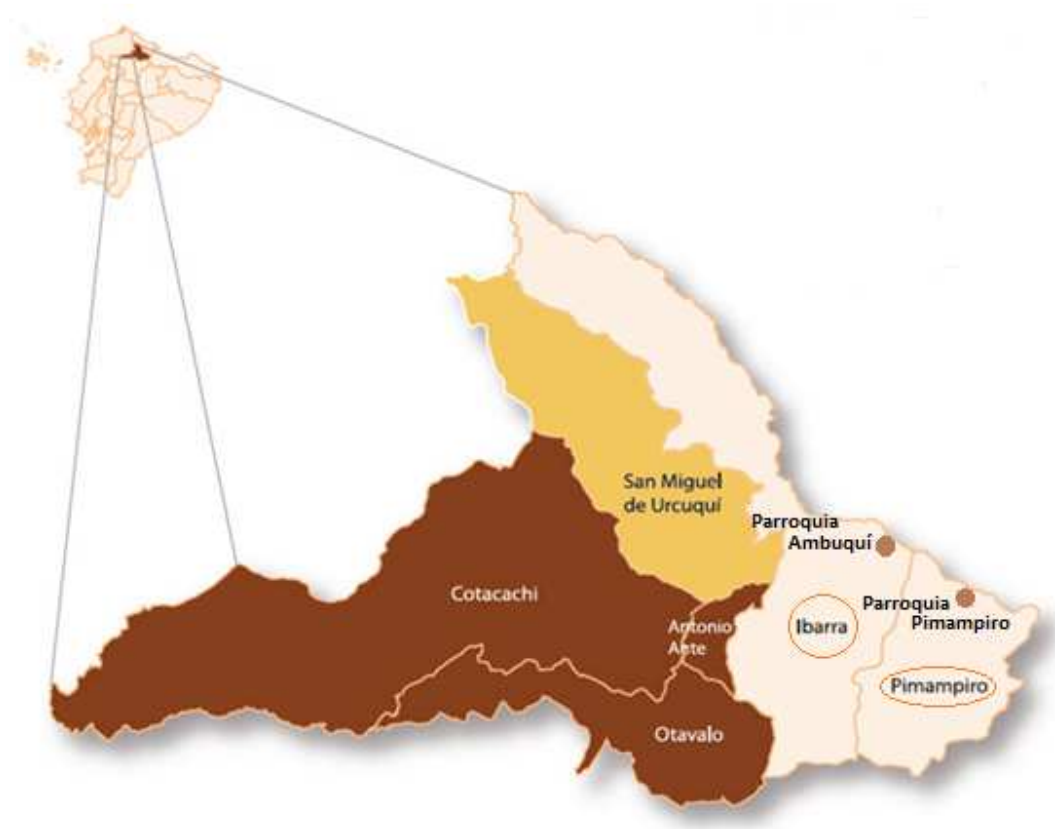 San Miguel
de Urcuquí
Parroquia
Ambuquí
Cotacachi
Parroquia
Pimampiro
Antonio
Ante
Ibarra
Pimampiro
Otavalo